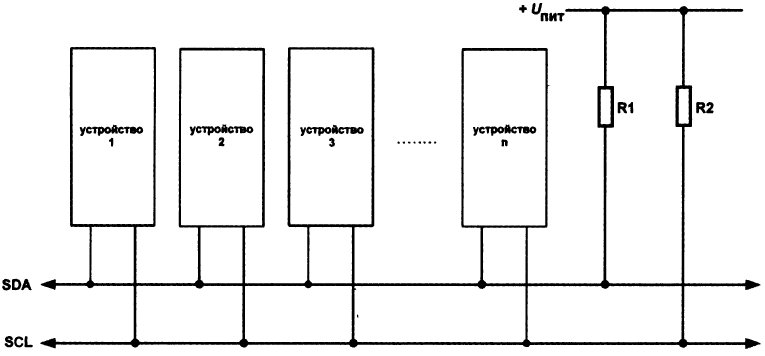 + Uпит
устройство
1
устройство
2
устройство
3
........
устройство
n
R1
R2
SDA
SCL